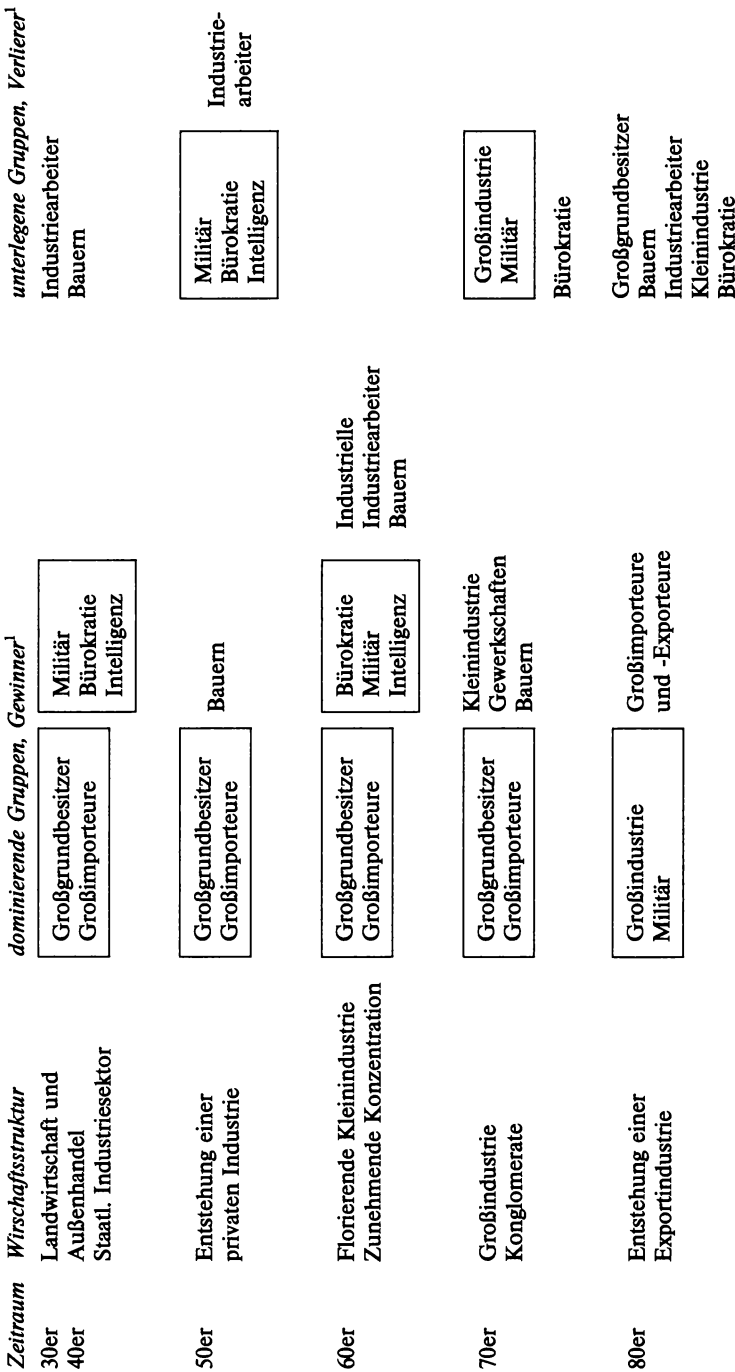 Zeitraum Wirschaftsstruktur dominierende Gruppen, Gewinner¹ unterlegene Gruppen, Verlierer¹
30er Landwirtschaft und Großgrundbesitzer Militär Industriearbeiter
40er Außenhandel Großimporteure Bürokratie Bauern
Staatl. Industriesektor Intelligenz
50er Entstehung einer Großgrundbesitzer Bauern Militär Industrie-
privaten Industrie Großimporteure Bürokratie arbeiter
Intelligenz
60er Florierende Kleinindustrie Großgrundbesitzer Bürokratie Industrielle
Zunehmende Konzentration Großimporteure Militär Industriearbeiter
Intelligenz Bauern
70er Großindustrie Großgrundbesitzer Kleinindustrie Großindustrie
Konglomerate Großimporteure Gewerkschaften Militär
Bauern
Bürokratie
80er Entstehung einer Großindustrie Großimporteure Großgrundbesitzer
Exportindustrie Militär und -Exporteure Bauern
Industriearbeiter
Kleinindustrie
Bürokratie